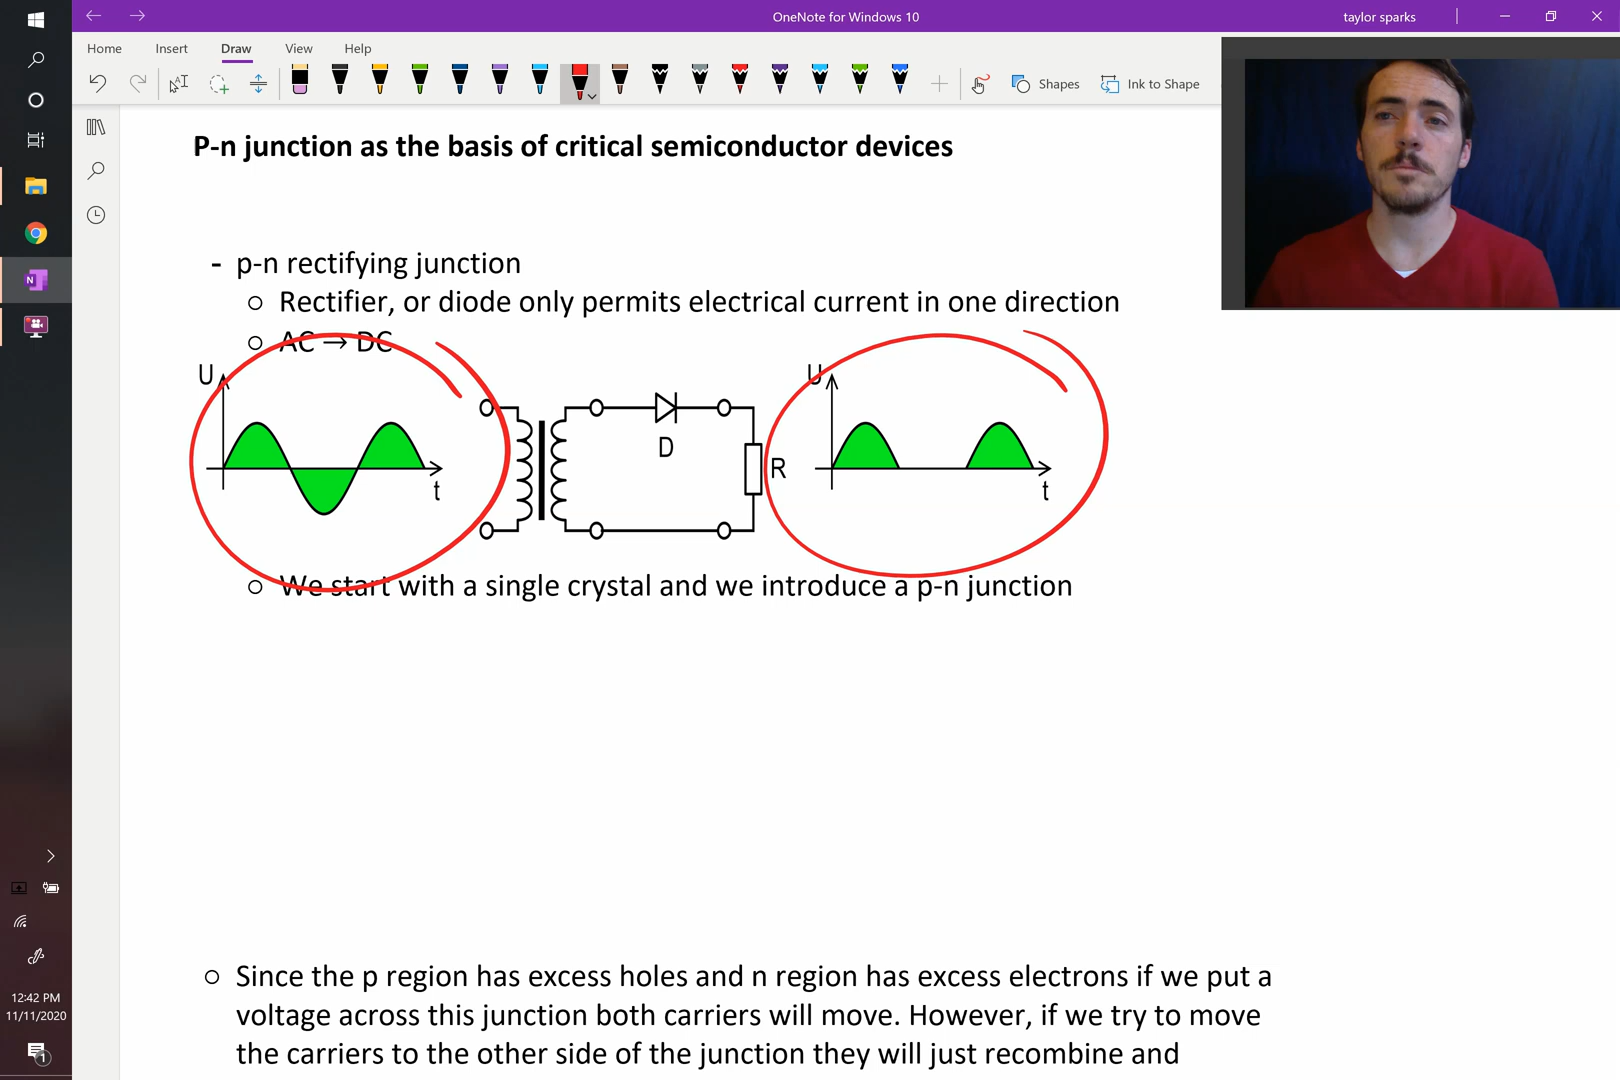 OneNote for Windows 10
taylor sparks
Home Insert Draw View Help
Shapes
Ink to Shape
P-n junction as the basis of critical semiconductor devices
- p-n rectifying junction
○ Rectifier, or diode only permits electrical current in one direction
○ AC → DC
U
t
D
R
U
t
○ We start with a single crystal and we introduce a p-n junction
○ Since the p region has excess holes and n region has excess electrons if we put a
voltage across this junction both carriers will move. However, if we try to move
the carriers to the other side of the junction they will just recombine and
12:42 PM
11/11/2020
1